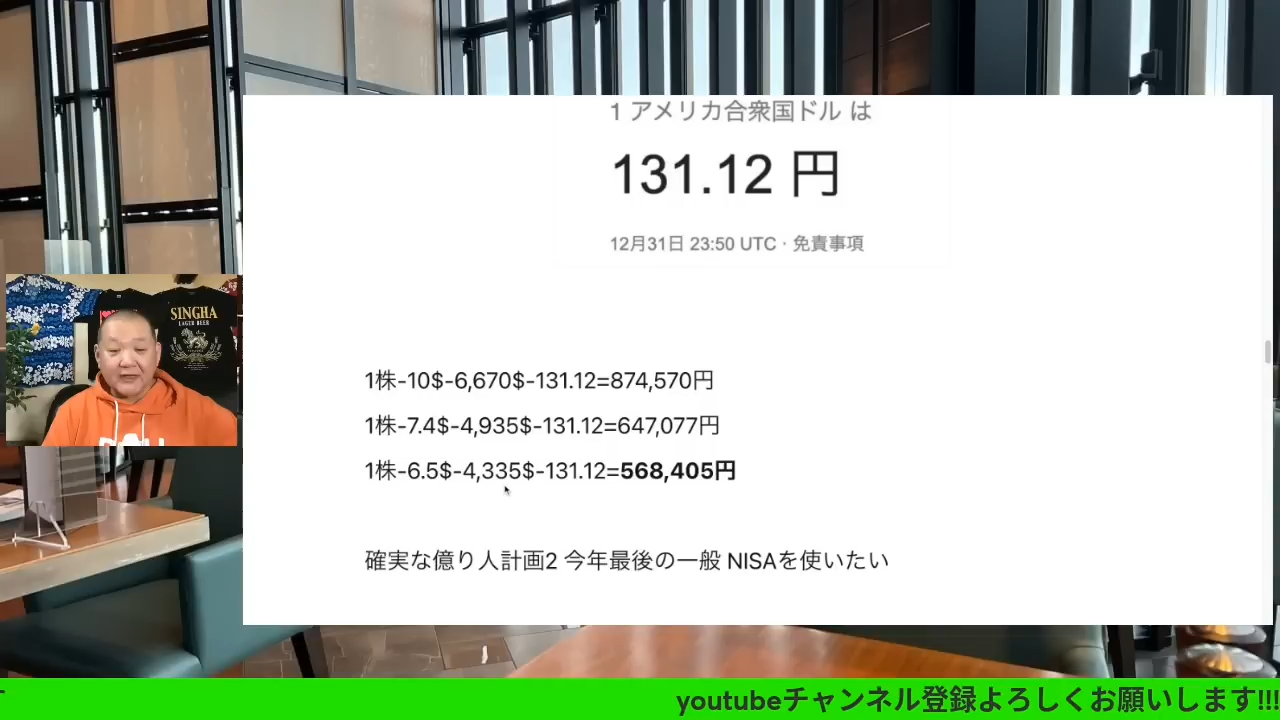 1 アメリカ合衆国ドル は
131.12 円
12月31日 23:50 UTC · 免責事項
SINGHA
LAGER BEER
1株-10$-6,670$-131.12=874,570円
1株-7.4$-4,935$-131.12=647,077円
1株-6.5$-4,335$-131.12=568,405円
確実な億り人計画2 今年最後の一般 NISAを使いたい
youtubeチャンネル登録よろしくお願いします!!!